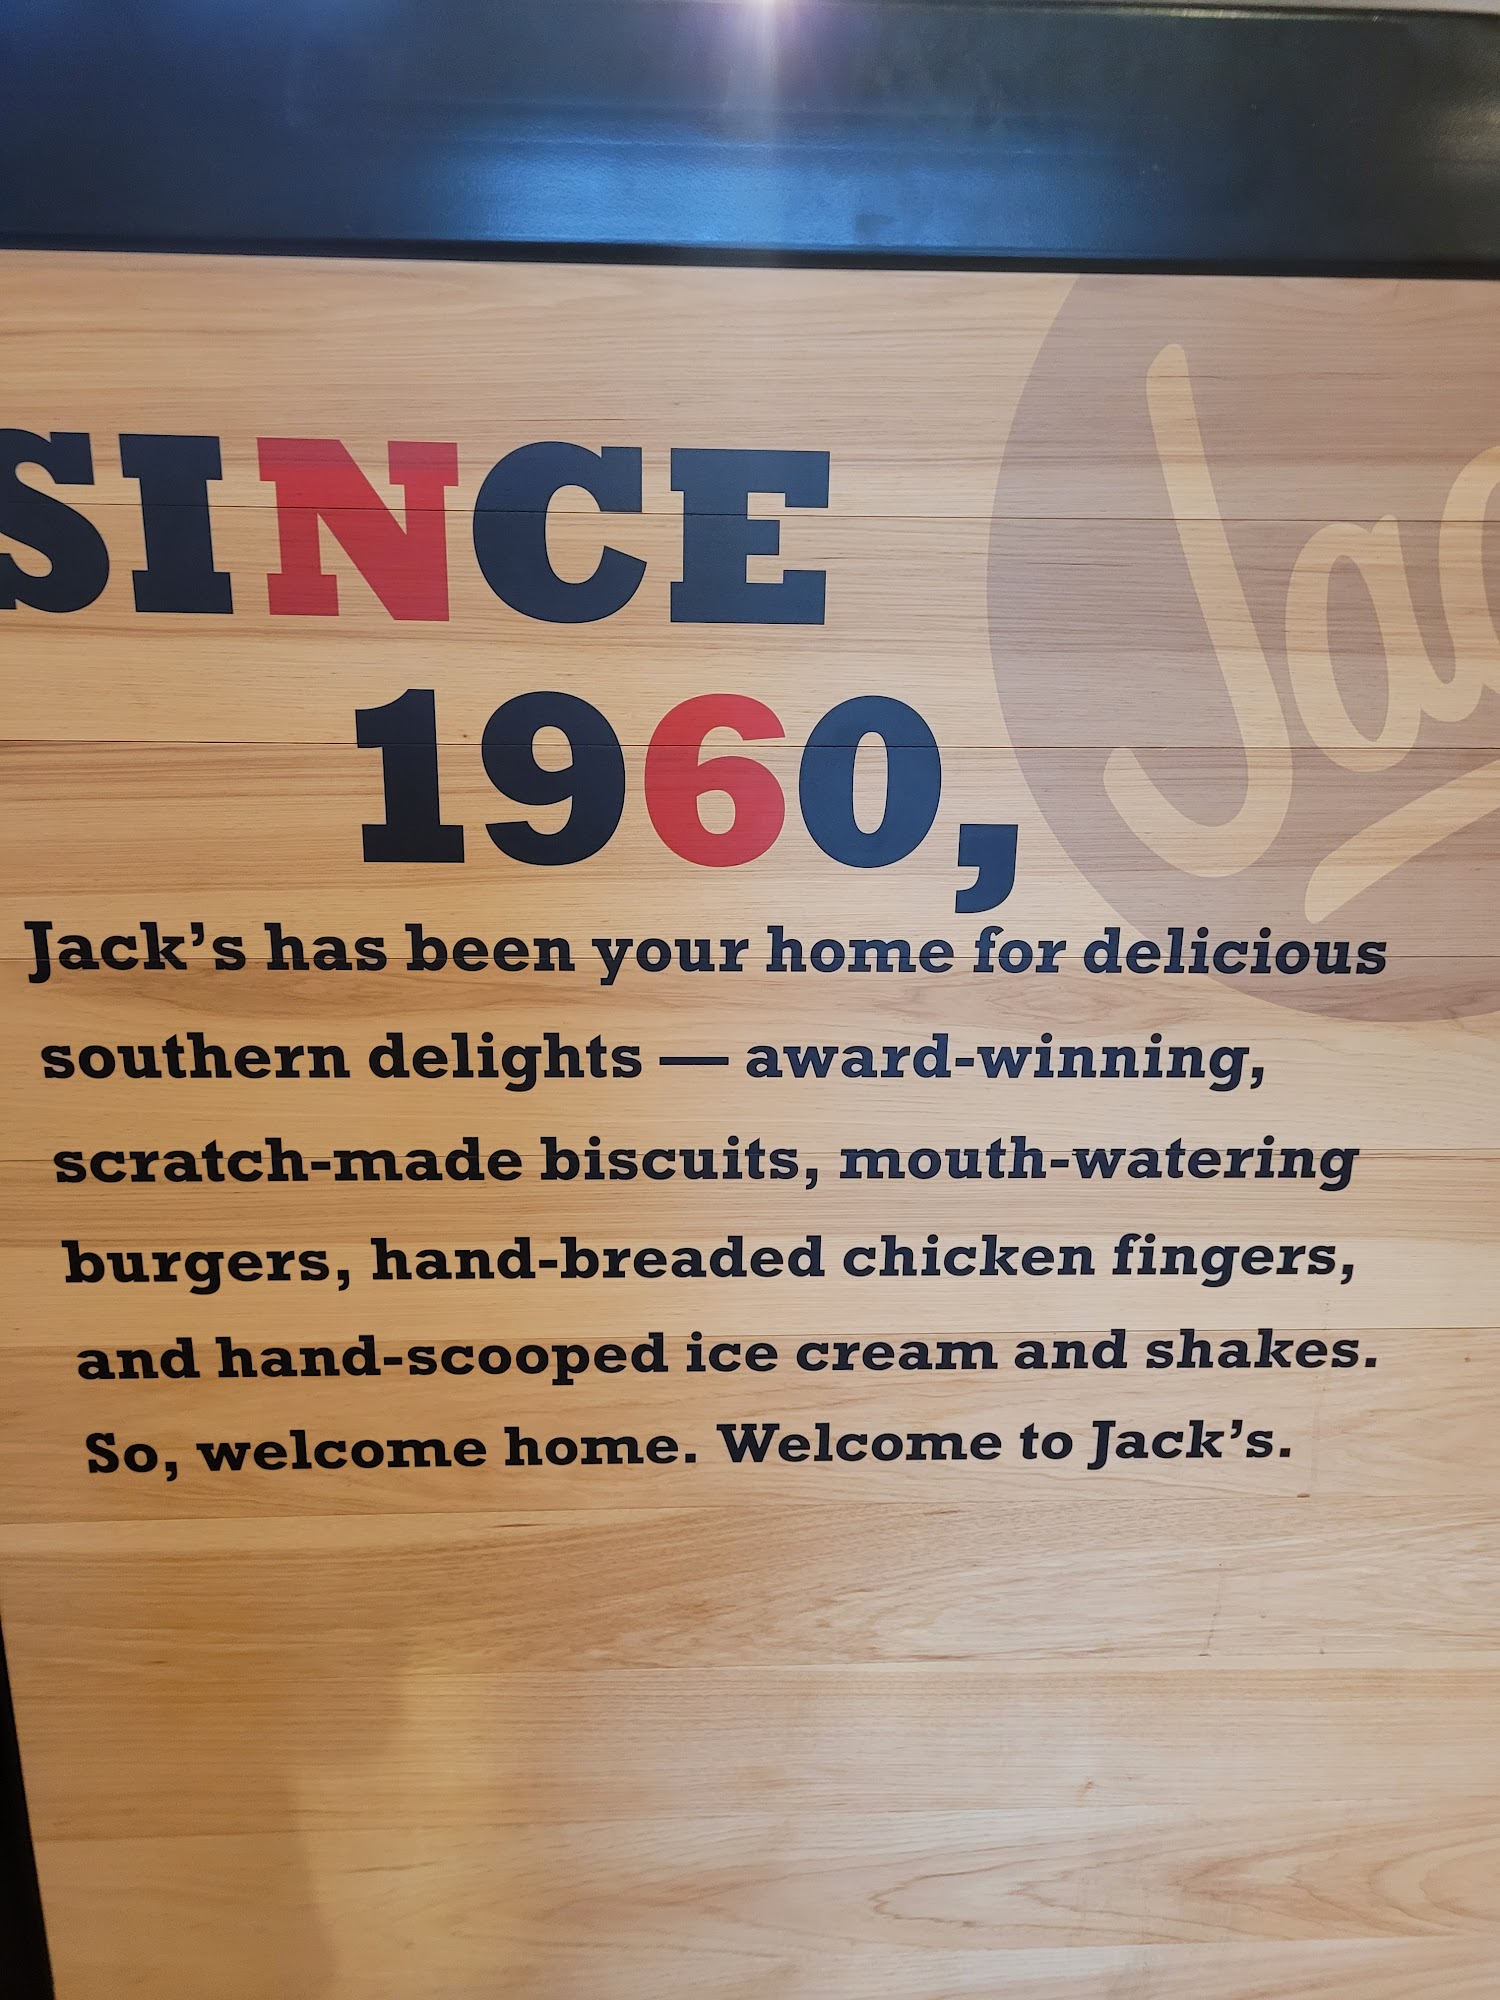 SINCE
1960,
Jack's has been your home for delicious
southern delights — award-winning,
scratch-made biscuits, mouth-watering
burgers, hand-breaded chicken fingers,
and hand-scooped ice cream and shakes.
So, welcome home. Welcome to Jack's.